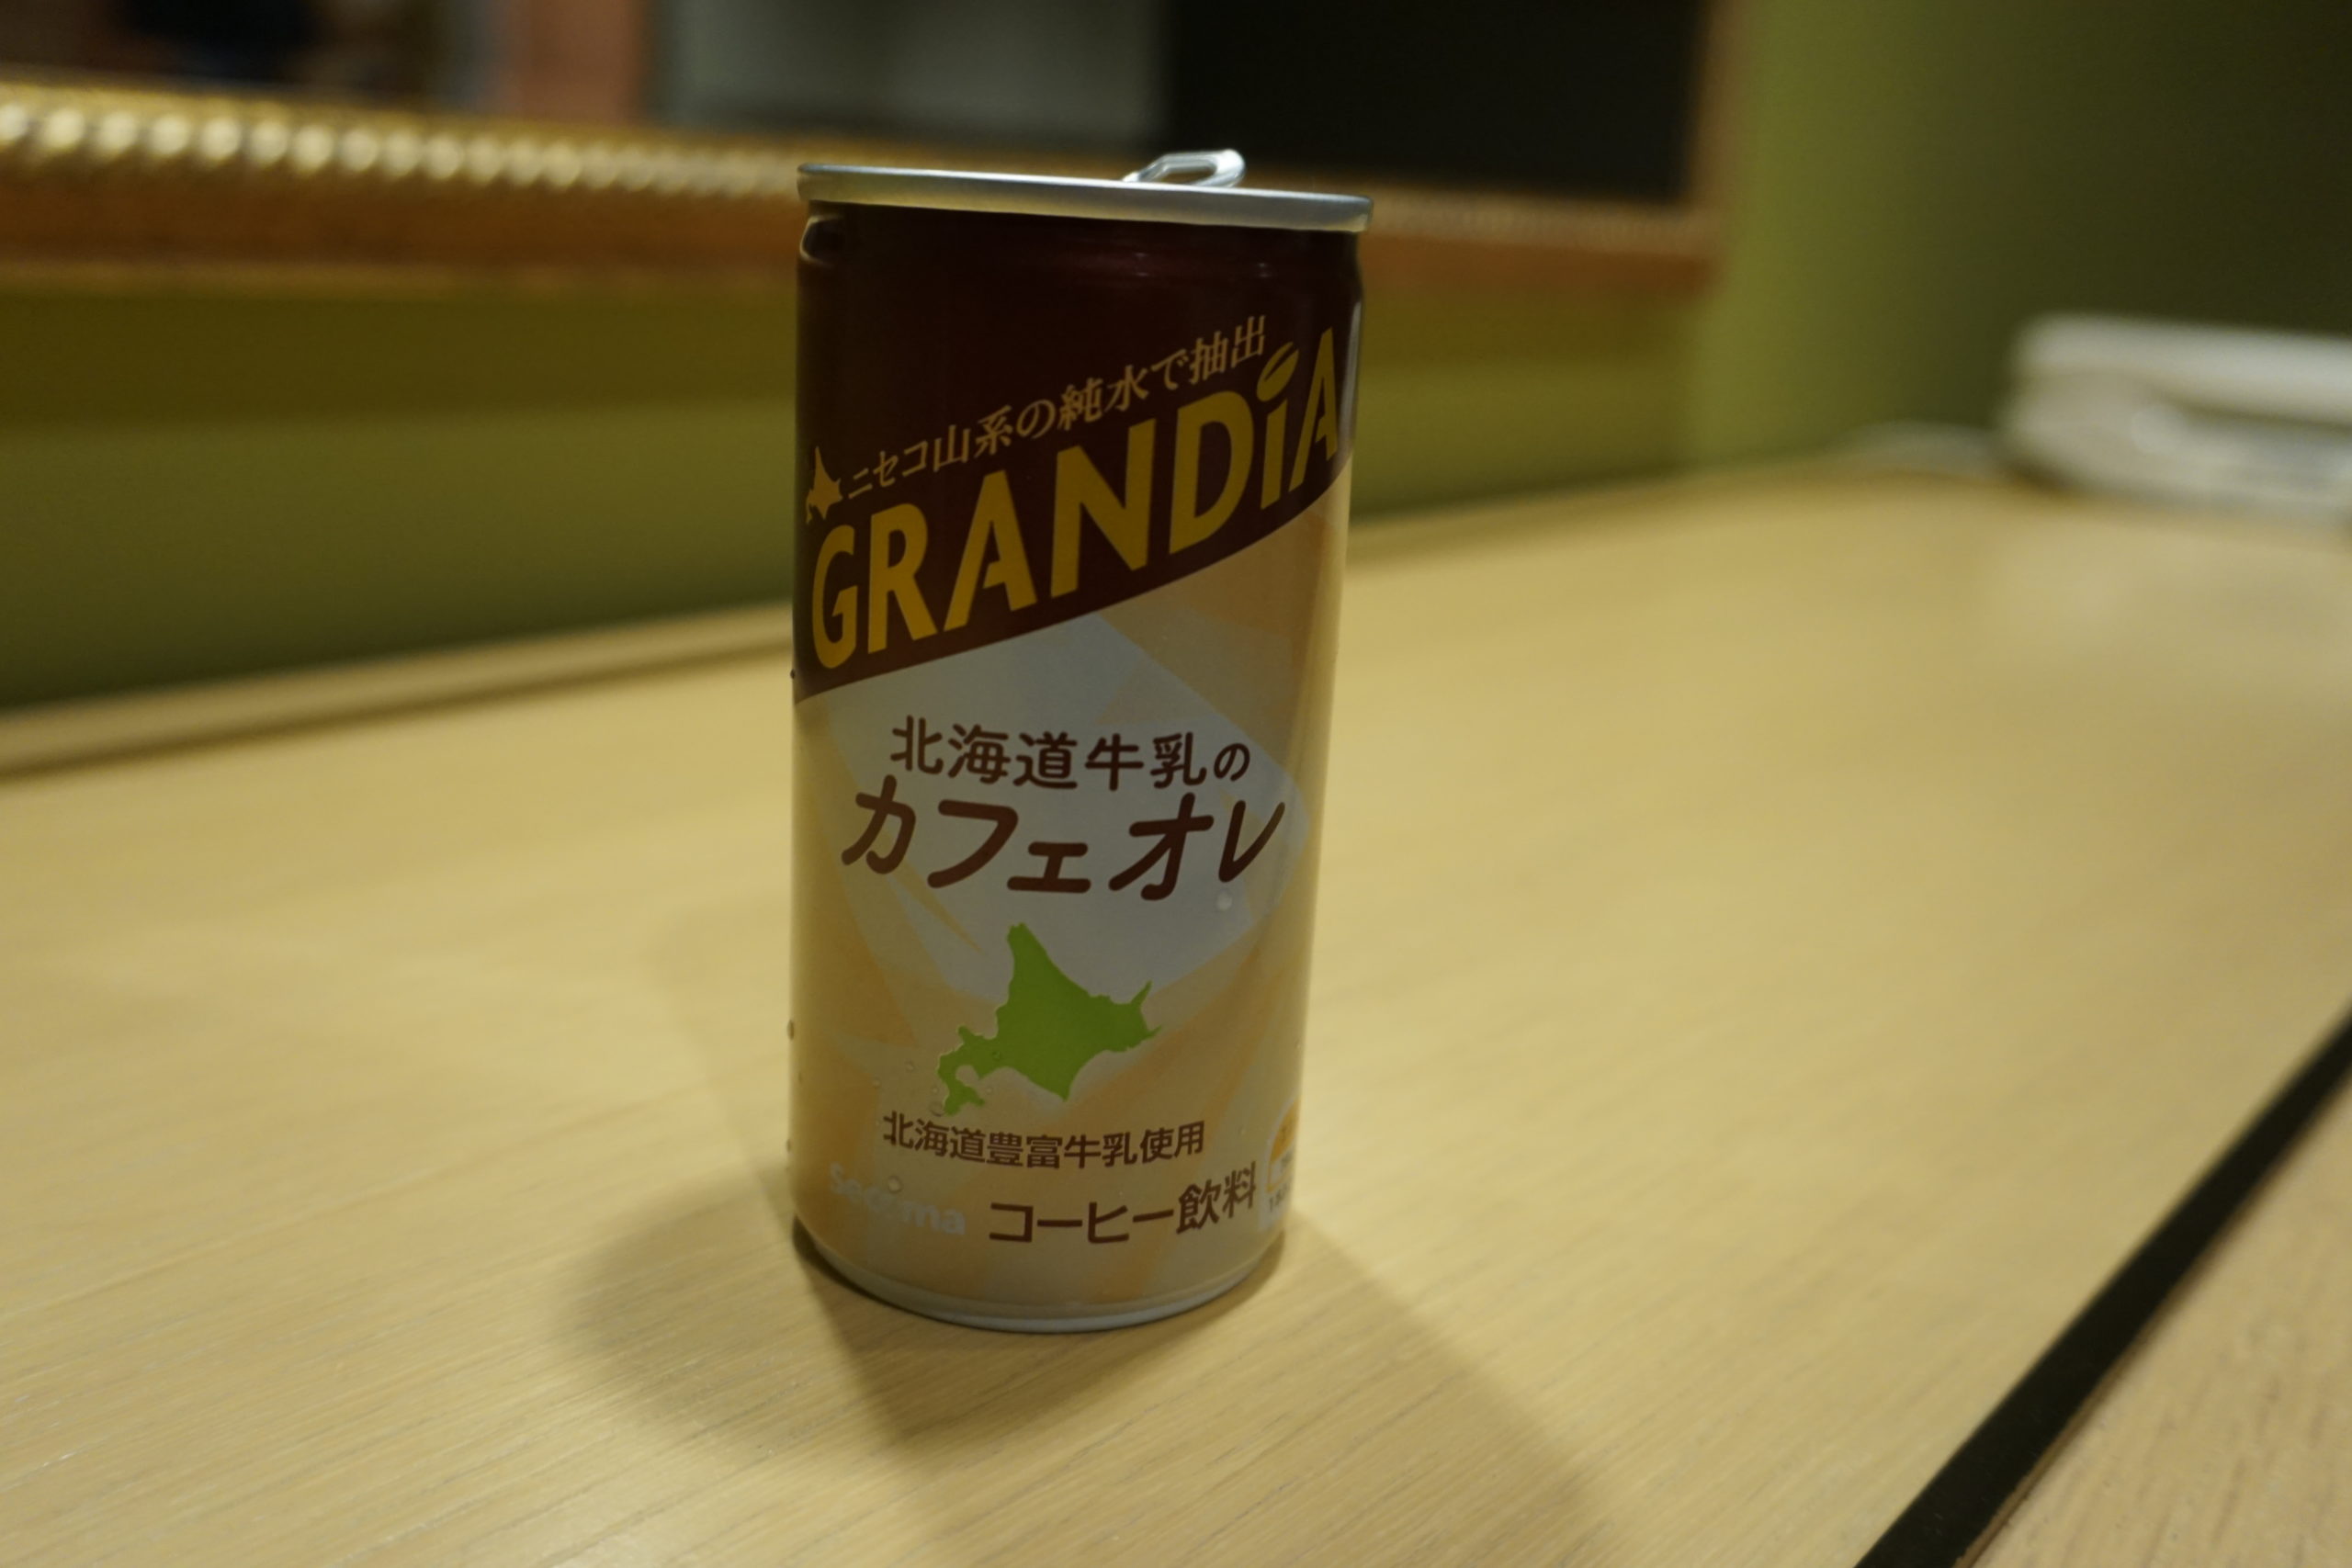 ニセコ山系の純水で抽出
GRANDiA
北海道牛乳の
カフェオレ
北海道豊富牛乳使用
secoma
コーヒー飲料